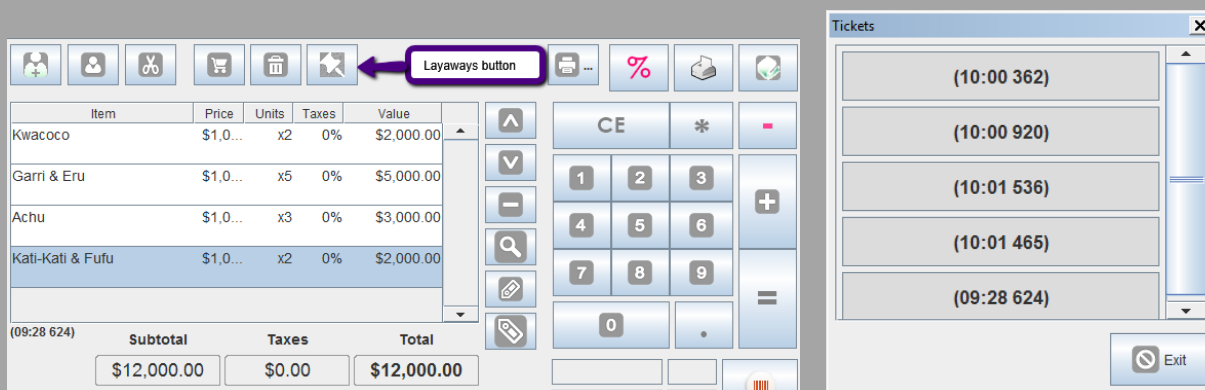 Tickets
Layaways button
...
%
(10:00 362)
Item Price Units Taxes Value
CE * -
Kwacoco $1,0... x2 0% $2,000.00
(10:00 920)
1 2 3 +
Garri & Eru $1,0... x5 0% $5,000.00
(10:01 536)
Achu $1,0... x3 0% $3,000.00
4 5 6
(10:01 465)
Kati-Kati & Fufu $1,0... x2 0% $2,000.00
7 8 9 =
(09:28 624)
0 .
(09:28 624) Subtotal Taxes Total
$12,000.00 $0.00 $12,000.00
Exit